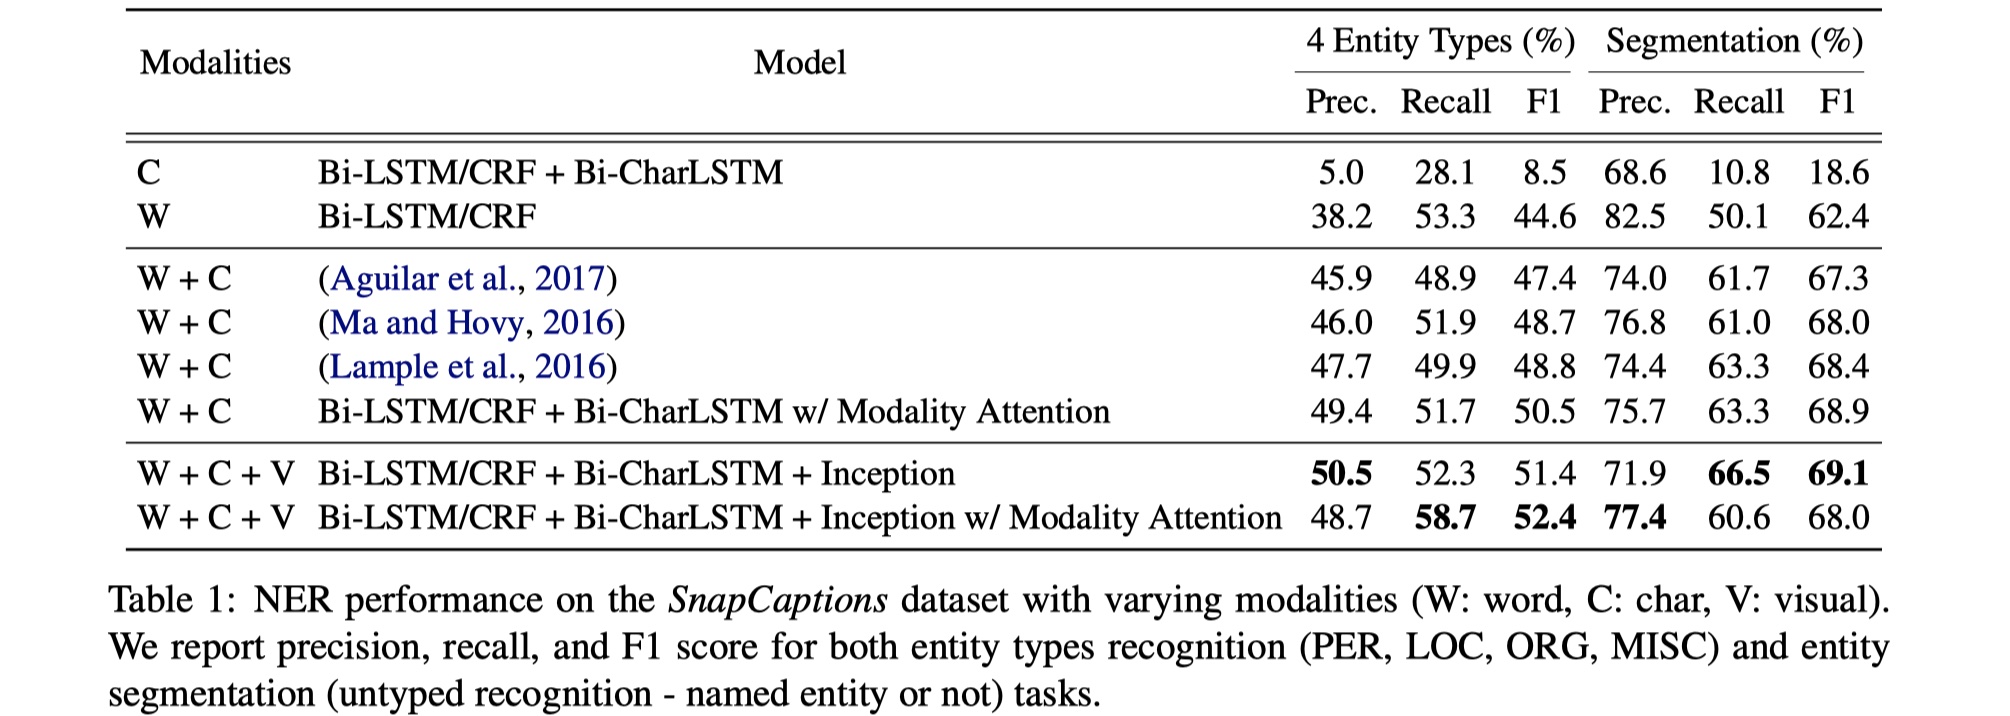 Modalities Model 4 Entity Types (%) Segmentation (%)
Prec. Recall F1 Prec. Recall F1
C Bi-LSTM/CRF + Bi-CharLSTM 5.0 28.1 8.5 68.6 10.8 18.6
W Bi-LSTM/CRF 38.2 53.3 44.6 82.5 50.1 62.4
W + C (Aguilar et al., 2017) 45.9 48.9 47.4 74.0 61.7 67.3
W + C (Ma and Hovy, 2016) 46.0 51.9 48.7 76.8 61.0 68.0
W + C (Lample et al., 2016) 47.7 49.9 48.8 74.4 63.3 68.4
W + C Bi-LSTM/CRF + Bi-CharLSTM w/ Modality Attention 49.4 51.7 50.5 75.7 63.3 68.9
W + C + V Bi-LSTM/CRF + Bi-CharLSTM + Inception 50.5 52.3 51.4 71.9 66.5 69.1
W + C + V Bi-LSTM/CRF + Bi-CharLSTM + Inception w/ Modality Attention 48.7 58.7 52.4 77.4 60.6 68.0
Table 1: NER performance on the SnapCaptions dataset with varying modalities (W: word, C: char, V: visual).
We report precision, recall, and F1 score for both entity types recognition (PER, LOC, ORG, MISC) and entity
segmentation (untyped recognition - named entity or not) tasks.